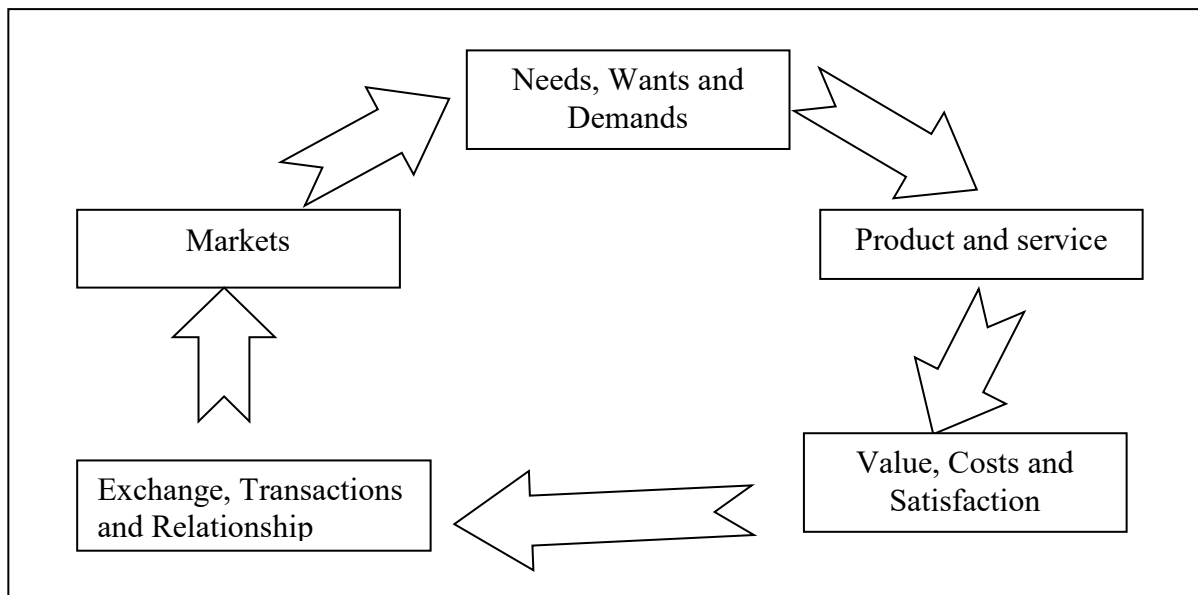 Needs, Wants and
Demands
Markets
Product and service
Value, Costs and
Satisfaction
Exchange, Transactions
and Relationship